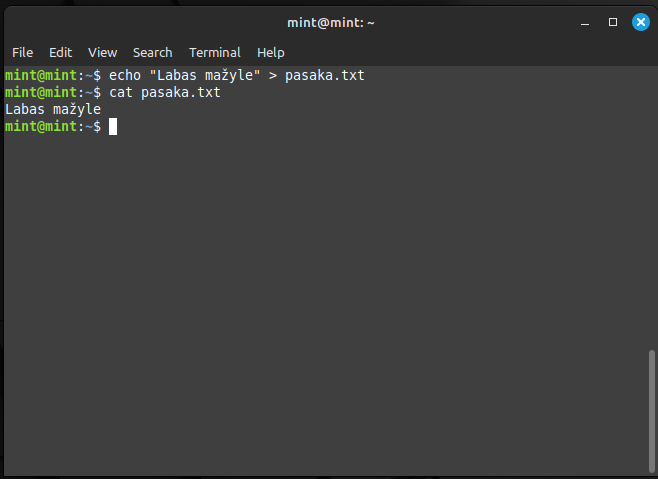 mint@mint: ~
File Edit View Search Terminal Help
mint@mint:~$ echo "Labas mažyle" > pasaka.txt
mint@mint:~$ cat pasaka.txt
Labas mažyle
mint@mint:~$